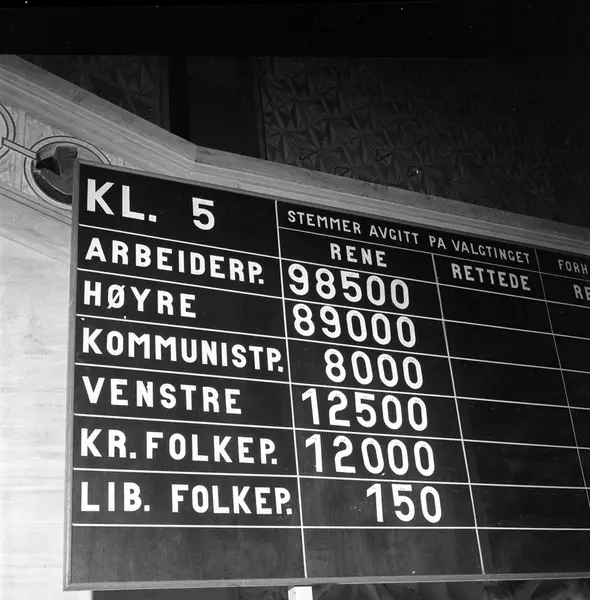 KL. 5
STEMMER AVGITT PA VALGTINGET
RENE RETTEDE
ARBEIDERP. 98500
HØYRE 89000
KOMMUNISTP. 8000
VENSTRE 12500
KR. FOLKEP. 12000
LIB. FOLKEP. 150